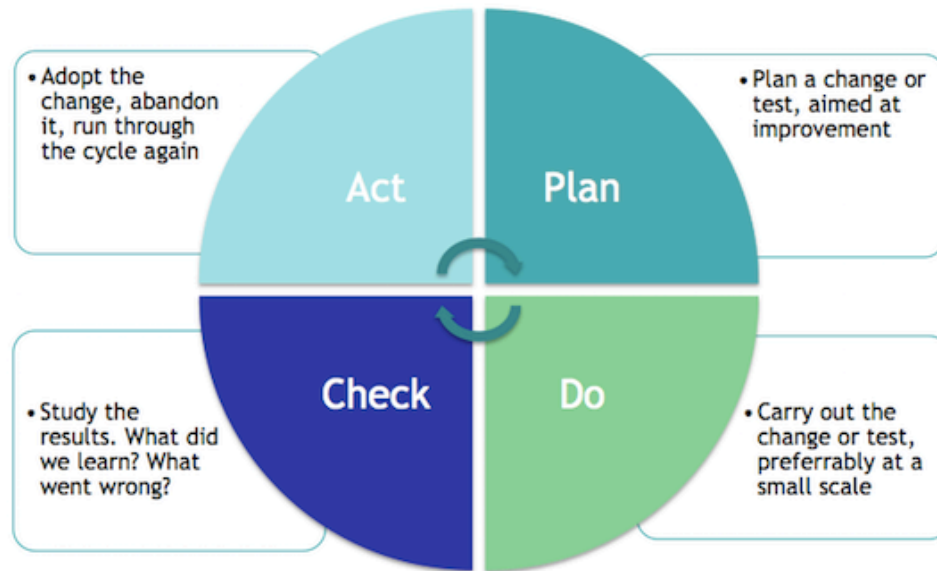 • Adopt the
change, abandon
it, run through
the cycle again
Act
Plan
• Plan a change or
test, aimed at
improvement
• Study the
results. What did
we learn? What
went wrong?
Check
Do
• Carry out the
change or test,
preferrably at a
small scale